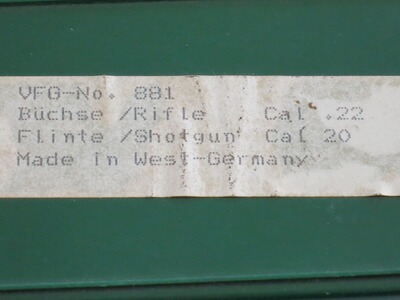 VFG-No. 881
Büchse /Rifle , Cal .22
Flinte /Shotgun Cal 20
Made in West-Germany